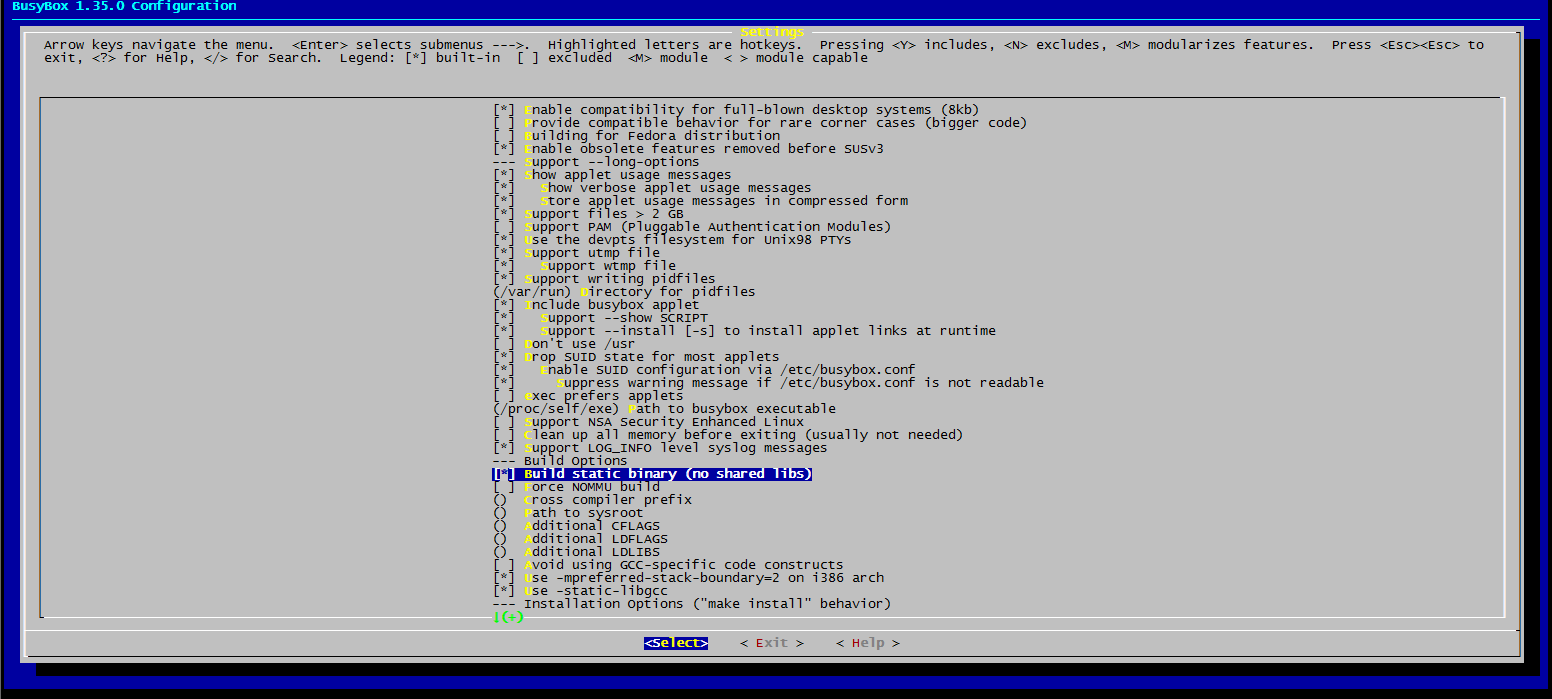 BusyBox 1.35.0 Configuration
Settings
Arrow keys navigate the menu.  <Enter> selects submenus --->.  Highlighted letters are hotkeys.  Pressing <Y> includes, <N> excludes, <M> modularizes features.  Press <Esc><Esc> to
exit, <?> for Help, </> for Search.  Legend: [*] built-in  [ ] excluded  <M> module  < > module capable
[*] Enable compatibility for full-blown desktop systems (8kb)
[ ] Provide compatible behavior for rare corner cases (bigger code)
[ ] Building for Fedora distribution
[*] Enable obsolete features removed before SUSv3
--- Support --long-options
[*] Show applet usage messages
[*]   Show verbose applet usage messages
[*]   Store applet usage messages in compressed form
[*] Support files > 2 GB
[ ] Support PAM (Pluggable Authentication Modules)
[*] Use the devpts filesystem for Unix98 PTYs
[*] Support utmp file
[*]   Support wtmp file
[*] Support writing pidfiles
(/var/run) Directory for pidfiles
[*] Include busybox applet
[*]   Support --show SCRIPT
[*]   Support --install [-s] to install applet links at runtime
[ ] Don't use /usr
[*] Drop SUID state for most applets
[*]   Enable SUID configuration via /etc/busybox.conf
[*]     Suppress warning message if /etc/busybox.conf is not readable
[ ] exec prefers applets
(/proc/self/exe) Path to busybox executable
[ ] Support NSA Security Enhanced Linux
[ ] Clean up all memory before exiting (usually not needed)
[*] Support LOG_INFO level syslog messages
--- Build Options
[*] Build static binary (no shared libs)
[ ] Force NOMMU build
() Cross compiler prefix
() Path to sysroot
() Additional CFLAGS
() Additional LDFLAGS
() Additional LDLIBS
[ ] Avoid using GCC-specific code constructs
[*] Use -mpreferred-stack-boundary=2 on i386 arch
[*] Use -static-libgcc
--- Installation Options ("make install" behavior)
↓(+)
<Select>    < Exit >    < Help >